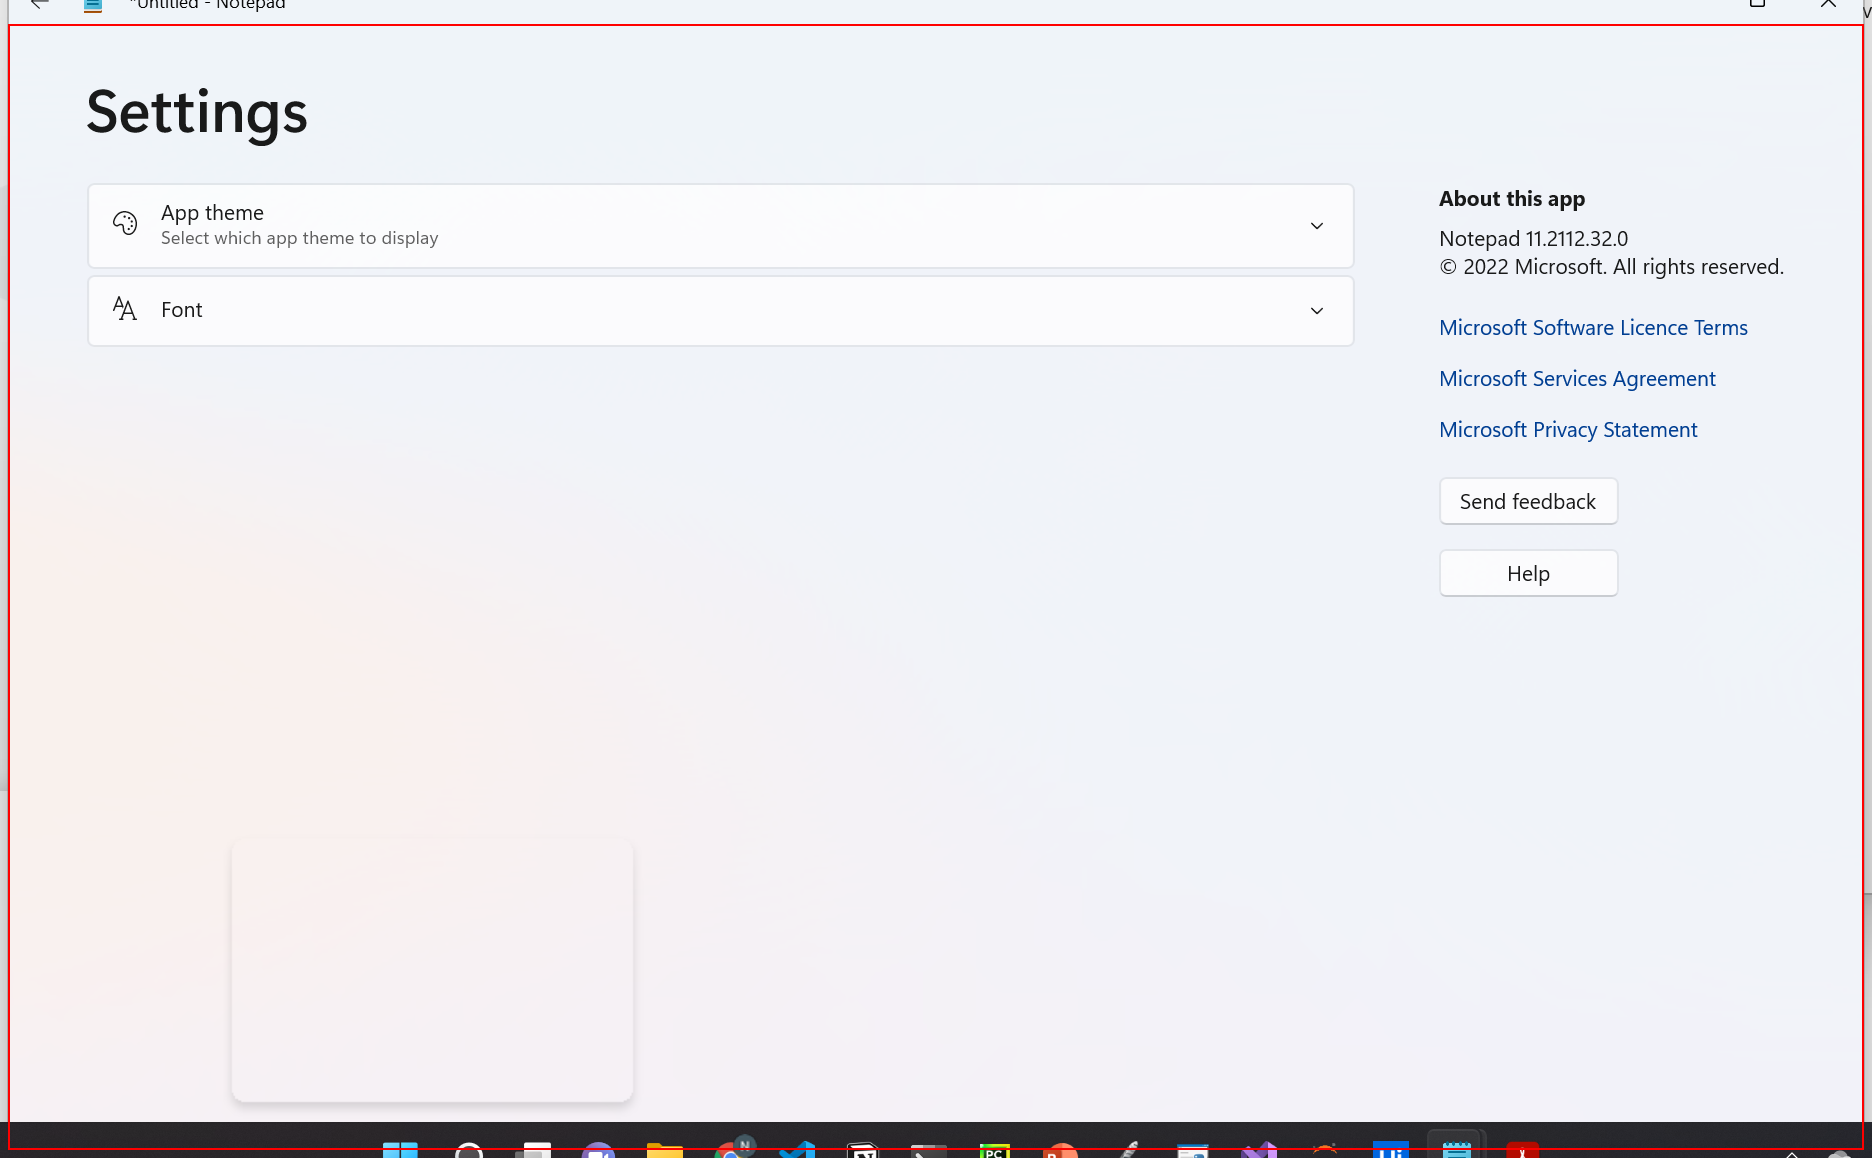 *Untitled - Notepad
Settings
App theme
Select which app theme to display
Font
About this app
Notepad 11.2112.32.0
© 2022 Microsoft. All rights reserved.
Microsoft Software Licence Terms
Microsoft Services Agreement
Microsoft Privacy Statement
Send feedback
Help
N
PC